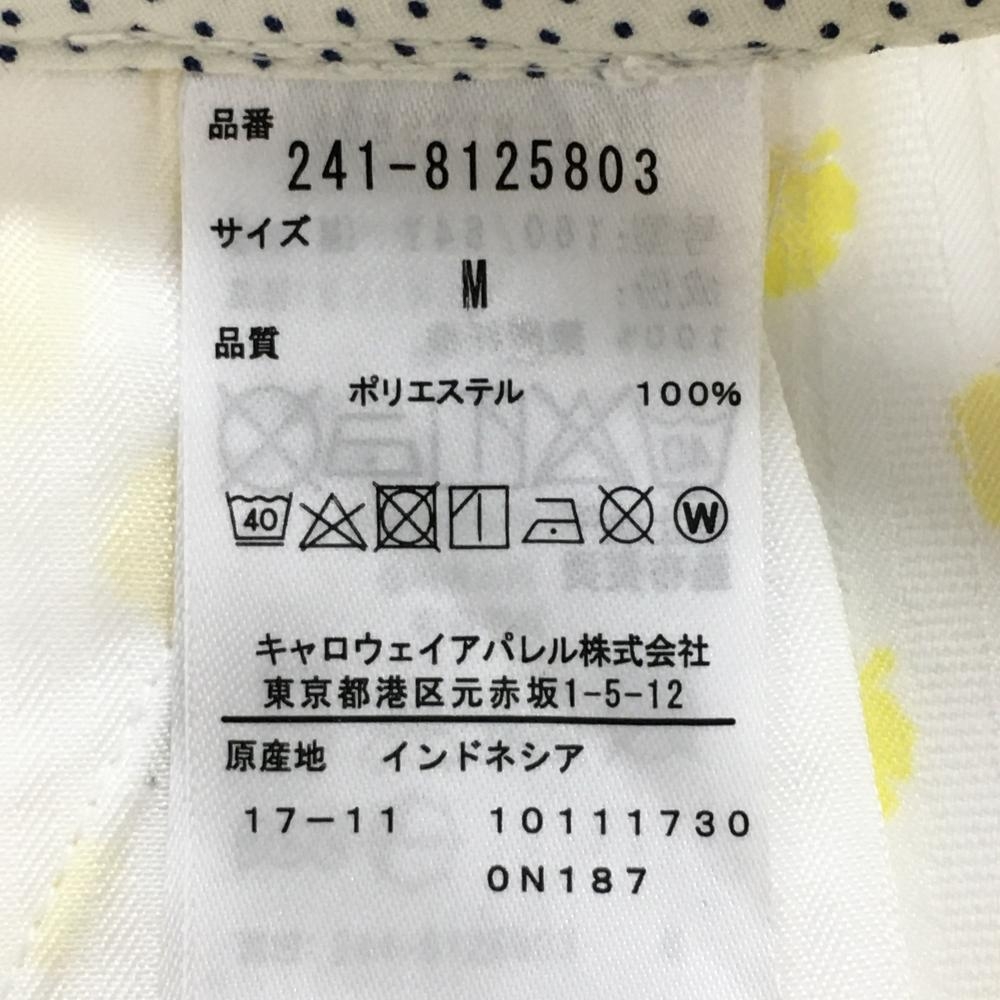 品番
241-8125803
サイズ
M
品質
ポリエステル 100%
40 W
キャロウェイアパレル株式会社
東京都港区元赤坂1-5-12
原産地 インドネシア
17-11 10111730
0N187